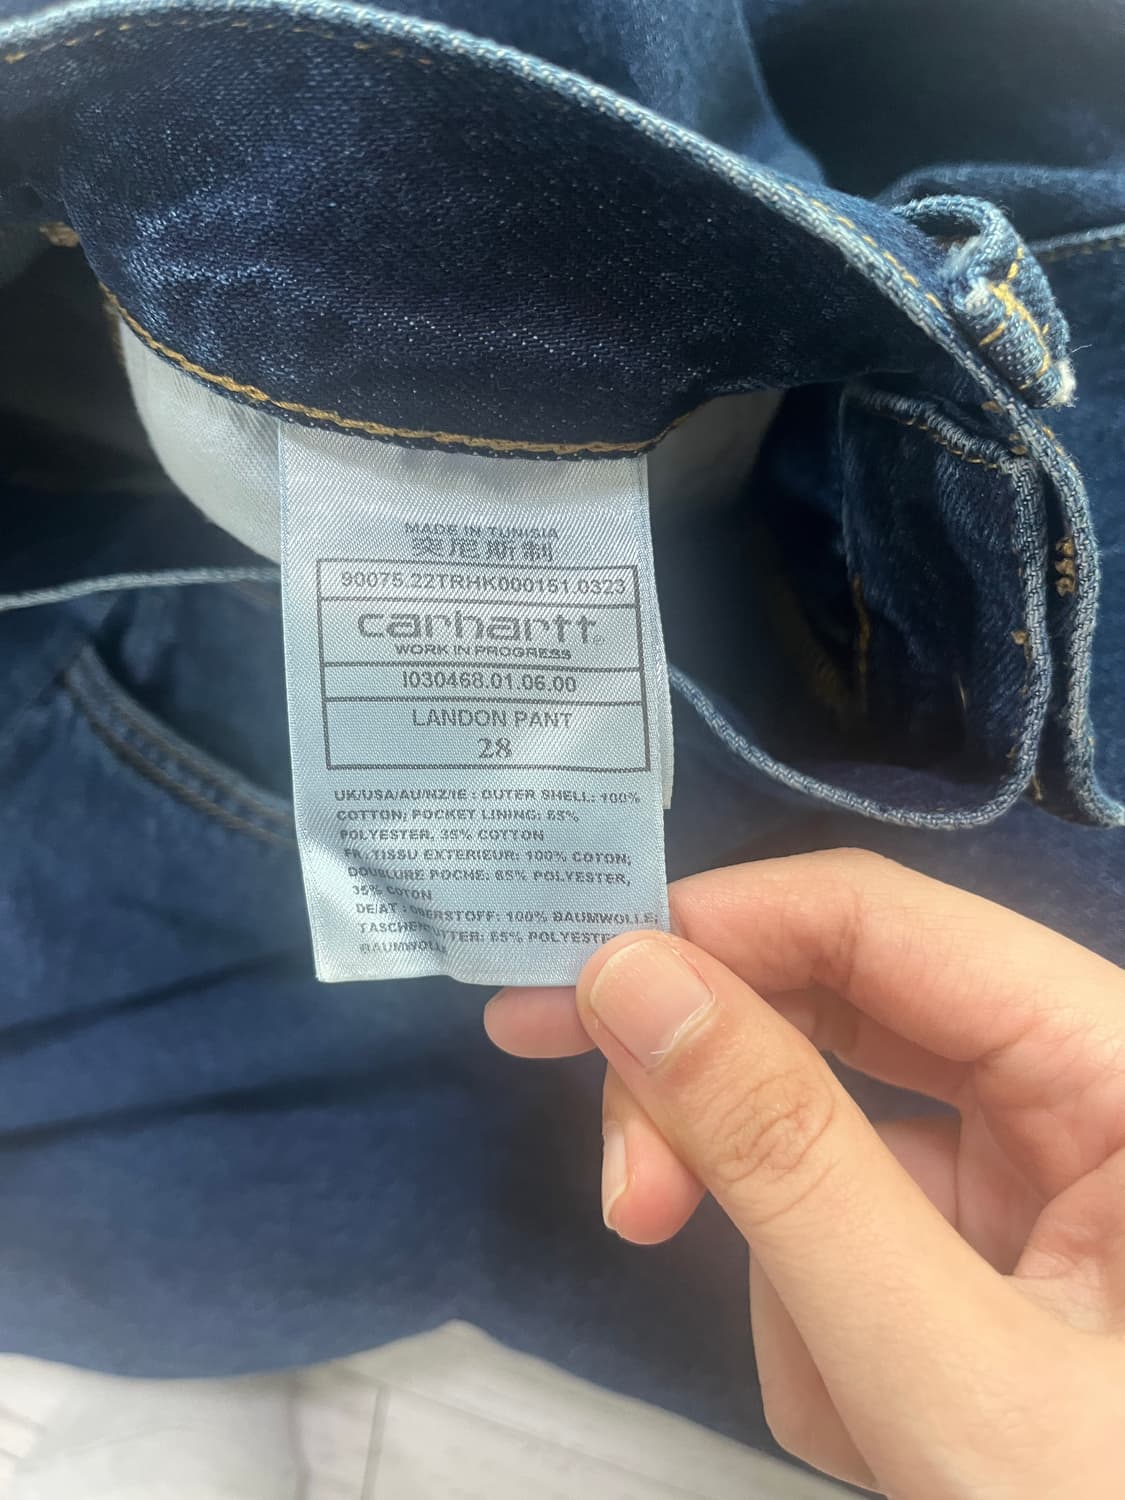 MADE IN TUNISIA
突尼斯制
90075.22TRHK000151.0323
carhartt
WORK IN PROGRESS
I030468.01.06.00
LANDON PANT
28
UK/USA/AU/NZ/IE : OUTER SHELL: 100%
COTTON; POCKET LINING: 65%
POLYESTER, 35% COTTON
FR: TISSU EXTERIEUR: 100% COTON;
DOUBLURE POCHE: 65% POLYESTER,
35% COTON
DE/AT : OBERSTOFF: 100% BAUMWOLLE;
65% POLYESTE
BAUMWOLL